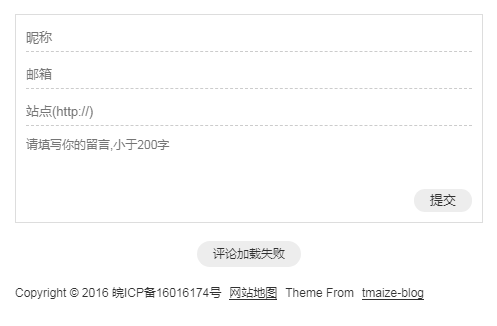 昵称
邮箱
站点(http://)
请填写你的留言,小于200字
提交
评论加载失败
Copyright © 2016 皖ICP备16016174号 网站地图 Theme From tmaize-blog